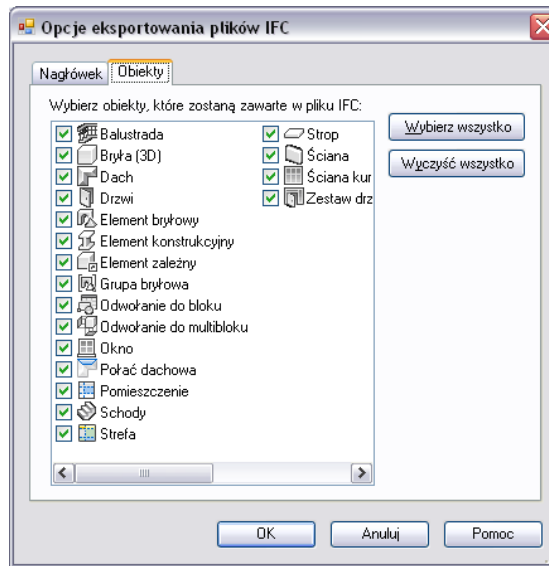 Opcje eksportowania plików IFC
Nagłówek
Obiekty
Wybierz obiekty, które zostaną zawarte w pliku IFC:
Balustrada
Bryła (3D)
Dach
Drzwi
Element bryłowy
Element konstrukcyjny
Element zależny
Grupa bryłowa
Odwołanie do bloku
Odwołanie do multibloku
Okno
Połać dachowa
Pomieszczenie
Schody
Strefa
Strop
Ściana
Ściana kur
Zestaw drz
Wybierz wszystko
Wyczyść wszystko
OK
Anuluj
Pomoc